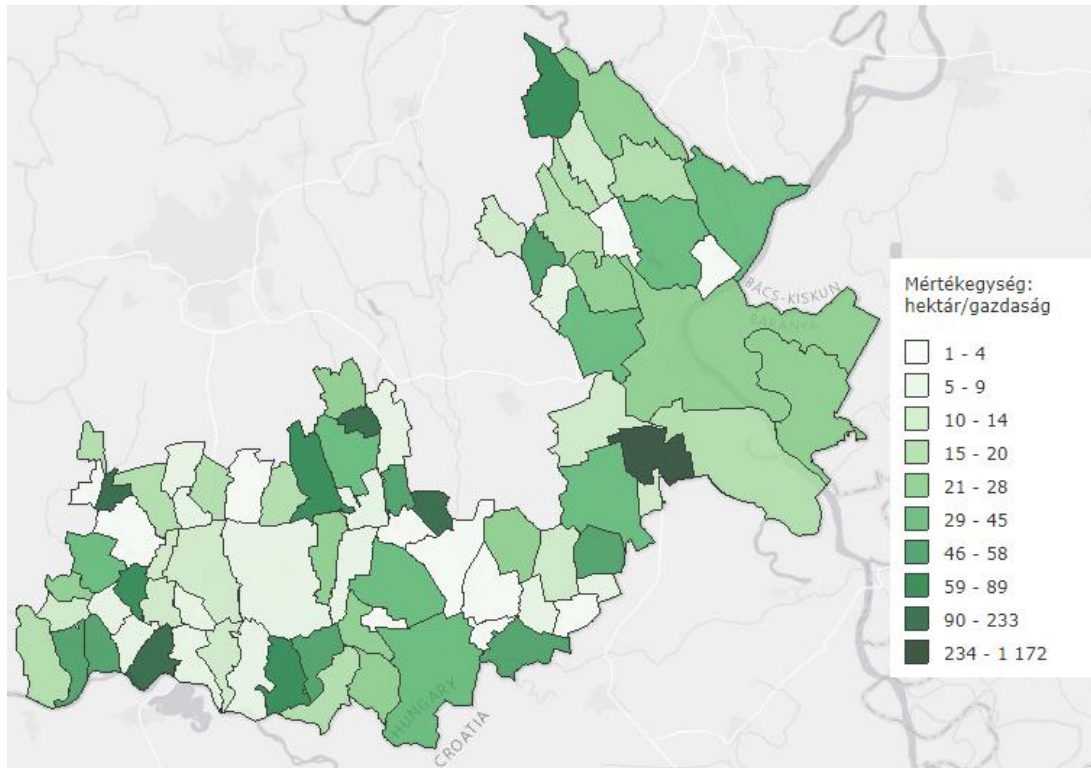 BÁCS-KISKUN
BARANYA
Mértékegység:
hektár/gazdaság
1 - 4
5 - 9
10 - 14
15 - 20
21 - 28
29 - 45
46 - 58
59 - 89
90 - 233
234 - 1 172
HUNGARY
CROATIA